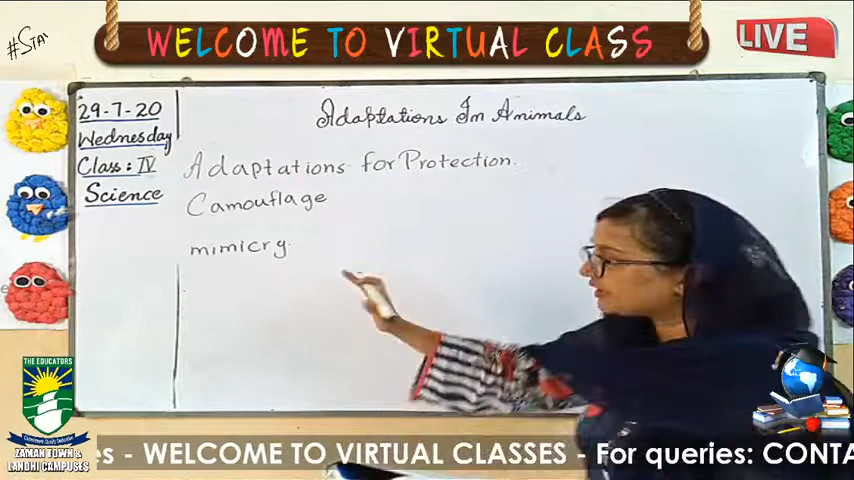 #STAY
WELCOME TO VIRTUAL CLASS
LIVE
29-7-20
Wednesday
Class: IV
Science
Adaptations In Animals
Adaptations for Protection.
Camouflage
mimicry
THE EDUCATORS
ZAMAN TOWN &
LANDHI CAMPUSES
es - WELCOME TO VIRTUAL CLASSES - For queries: CONTA